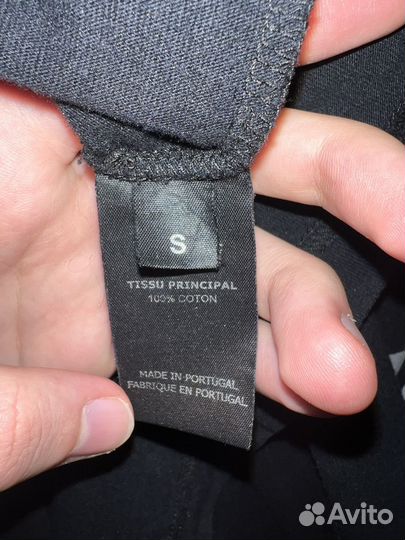 S
TISSU PRINCIPAL
100% COTON
MADE IN PORTUGAL
FABRIQUE EN PORTUGAL
Avito